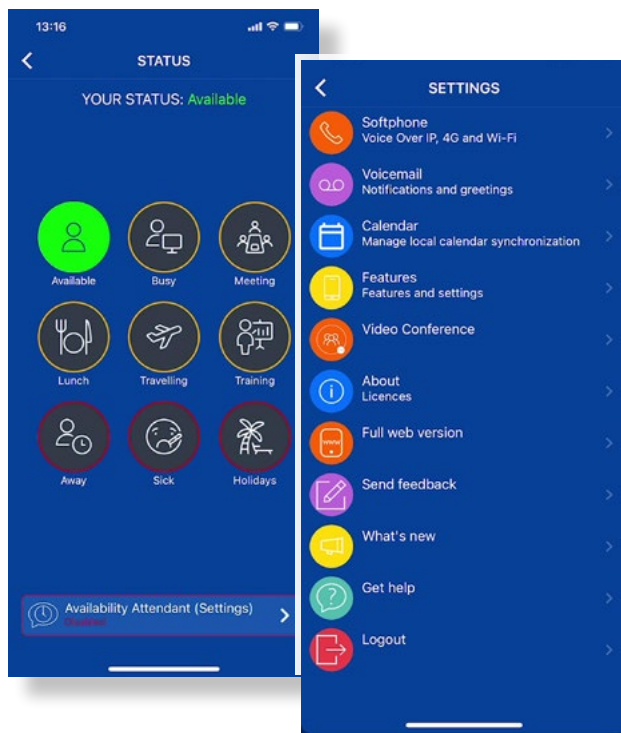 13:16
STATUS
YOUR STATUS: Available
Available
Busy
Meeting
Lunch
Travelling
Training
Away
Sick
Holidays
Availability Attendant (Settings)
Disabled
SETTINGS
Softphone
Voice Over IP, 4G and Wi-Fi
Voicemail
Notifications and greetings
Calendar
Manage local calendar synchronization
Features
Features and settings
Video Conference
About
Licences
www
Full web version
Send feedback
What's new
Get help
Logout